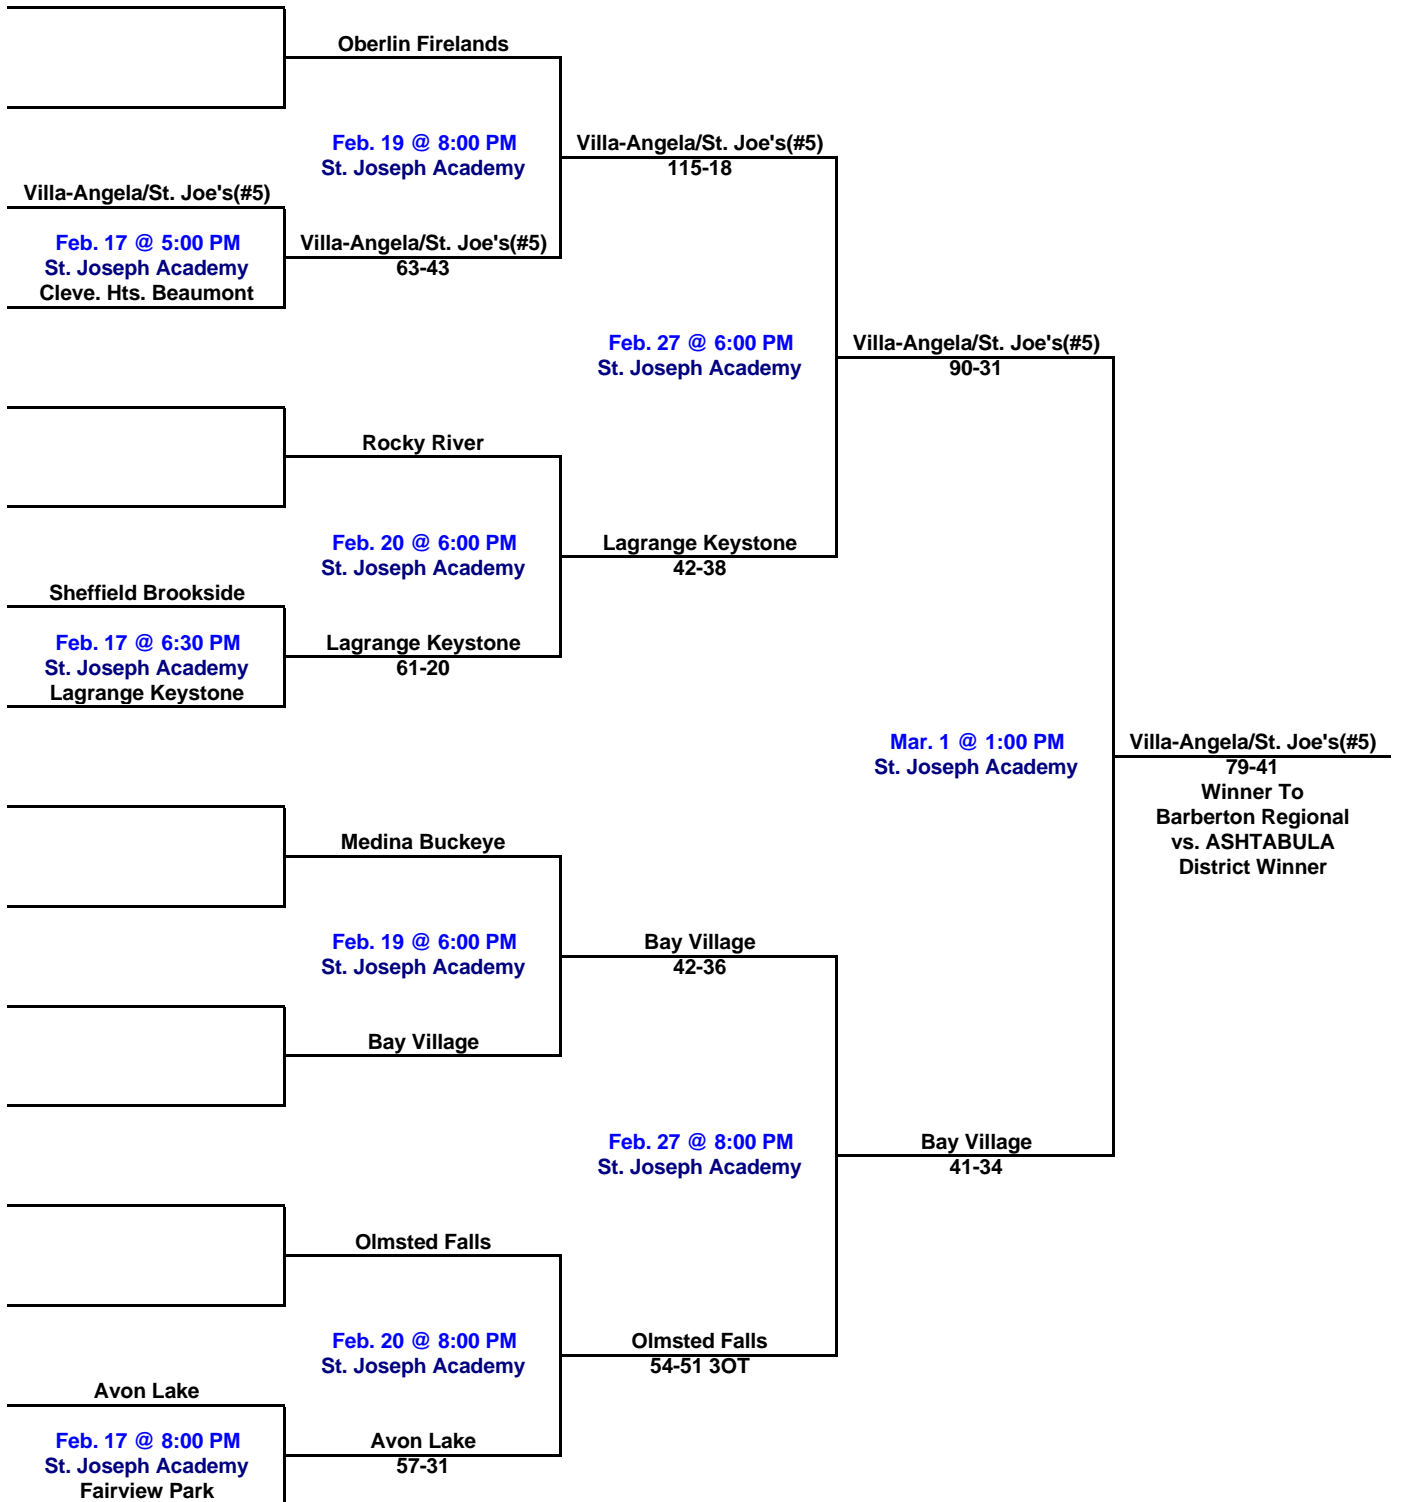 Oberlin Firelands
Feb. 19 @ 8:00 PM
St. Joseph Academy
Villa-Angela/St. Joe's(#5)
115-18
Villa-Angela/St. Joe's(#5)
Feb. 17 @ 5:00 PM
St. Joseph Academy
Cleve. Hts. Beaumont
Villa-Angela/St. Joe's(#5)
63-43
Feb. 27 @ 6:00 PM
St. Joseph Academy
Villa-Angela/St. Joe's(#5)
90-31
Rocky River
Feb. 20 @ 6:00 PM
St. Joseph Academy
Lagrange Keystone
42-38
Sheffield Brookside
Feb. 17 @ 6:30 PM
St. Joseph Academy
Lagrange Keystone
Lagrange Keystone
61-20
Mar. 1 @ 1:00 PM
St. Joseph Academy
Villa-Angela/St. Joe's(#5)
79-41
Winner To
Barberton Regional
vs. ASHTABULA
District Winner
Medina Buckeye
Feb. 19 @ 6:00 PM
St. Joseph Academy
Bay Village
42-36
Bay Village
Feb. 27 @ 8:00 PM
St. Joseph Academy
Bay Village
41-34
Olmsted Falls
Feb. 20 @ 8:00 PM
St. Joseph Academy
Olmsted Falls
54-51 3OT
Avon Lake
Feb. 17 @ 8:00 PM
St. Joseph Academy
Fairview Park
Avon Lake
57-31